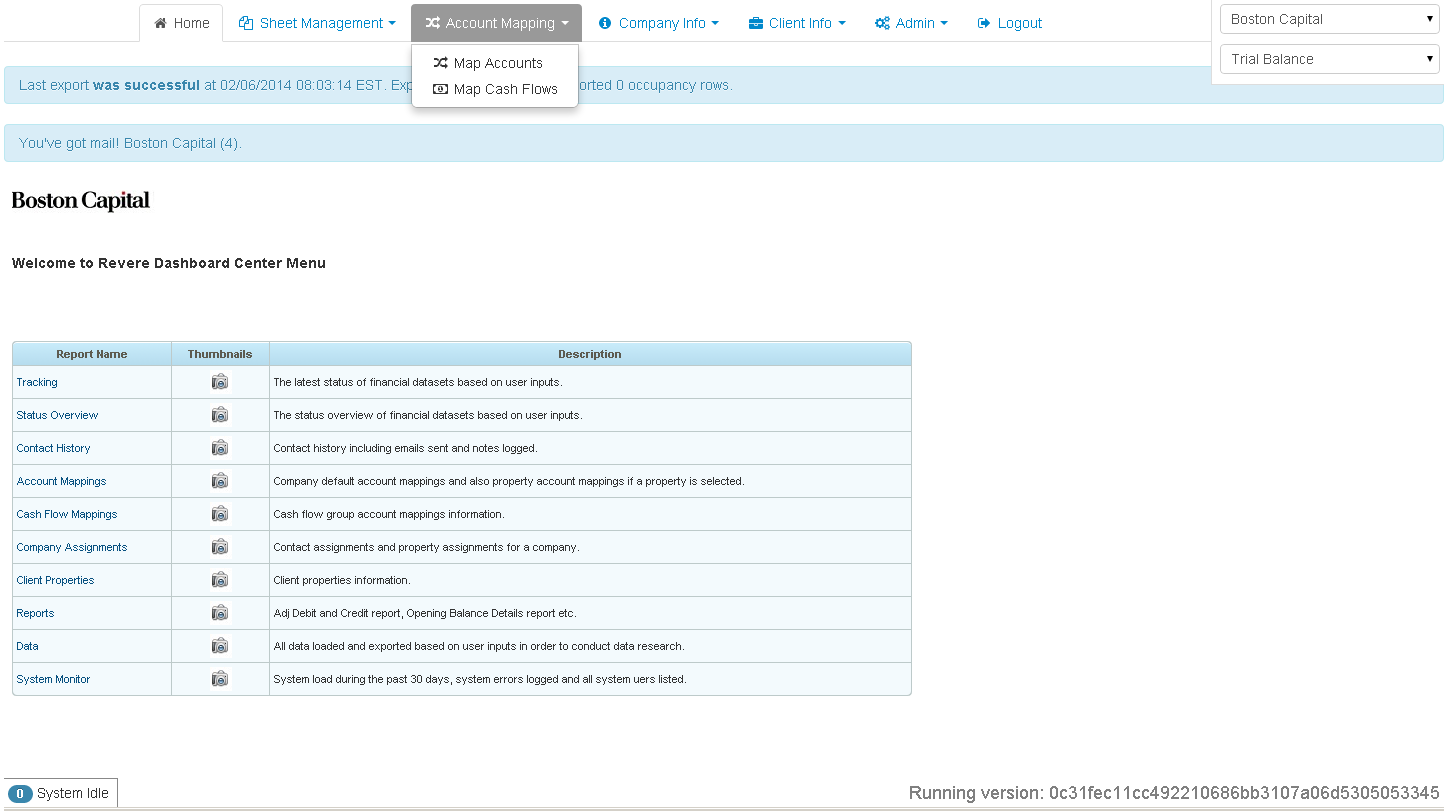 Home Sheet Management Account Mapping Company Info Client Info Admin Logout
Boston Capital
Trial Balance
Map Accounts
Map Cash Flows
Last export was successful at 02/06/2014 08:03:14 EST. Exp orted 0 occupancy rows.
You've got mail! Boston Capital (4).
Boston Capital
Welcome to Revere Dashboard Center Menu
Report Name Thumbnails Description
Tracking The latest status of financial datasets based on user inputs.
Status Overview The status overview of financial datasets based on user inputs.
Contact History Contact history including emails sent and notes logged.
Account Mappings Company default account mappings and also property account mappings if a property is selected.
Cash Flow Mappings Cash flow group account mappings information.
Company Assignments Contact assignments and property assignments for a company.
Client Properties Client properties information.
Reports Adj Debit and Credit report, Opening Balance Details report etc.
Data All data loaded and exported based on user inputs in order to conduct data research.
System Monitor System load during the past 30 days, system errors logged and all system uers listed.
0 System Idle
Running version: 0c31fec11cc492210686bb3107a06d5305053345